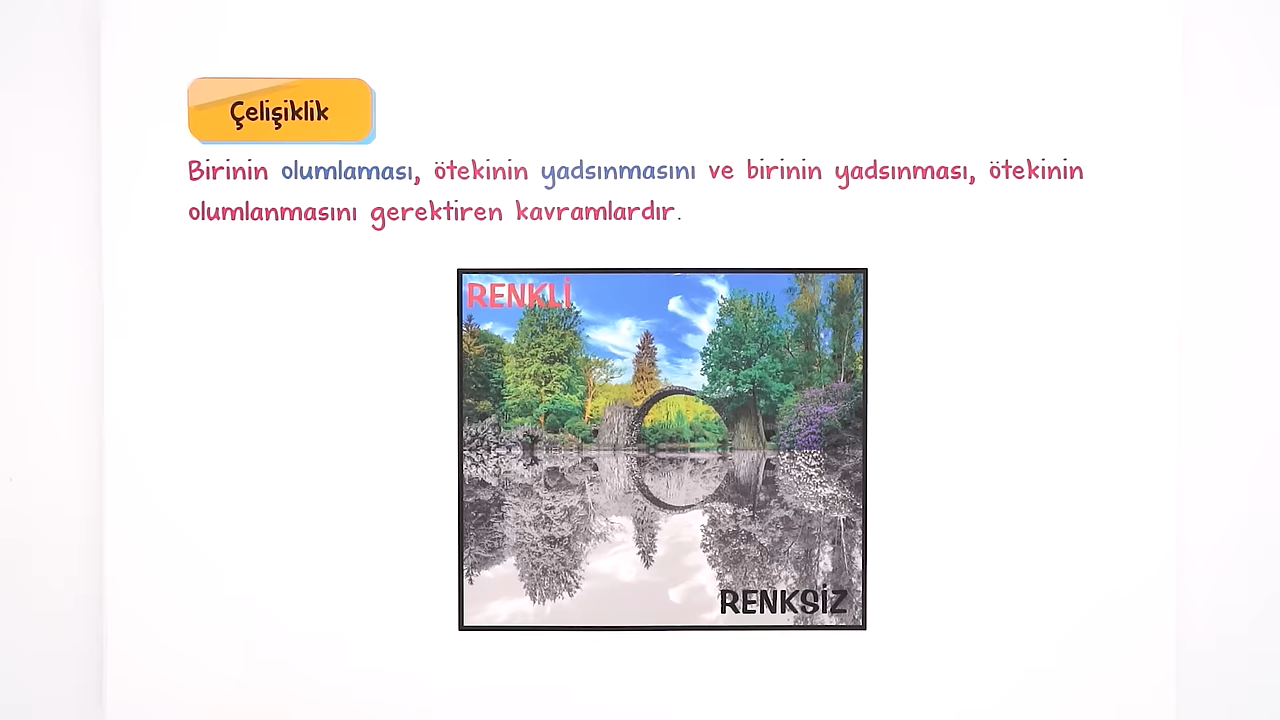 Çelişiklik
Birinin olumlaması, ötekinin yadsınmasını ve birinin yadsınması, ötekinin
olumlanmasını gerektiren kavramlardır.
RENKLİ
RENKSİZ